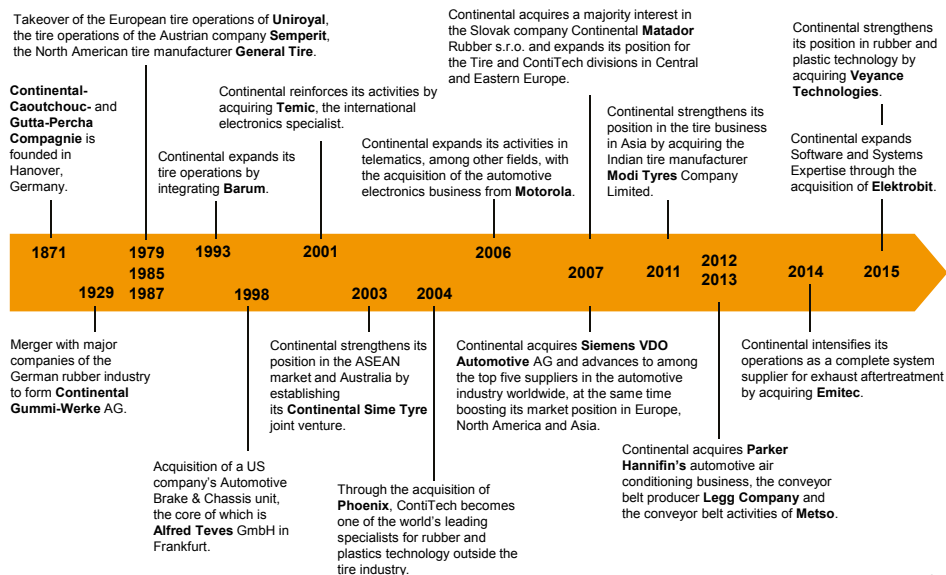 Takeover of the European tire operations of Uniroyal,
the tire operations of the Austrian company Semperit,
the North American tire manufacturer General Tire.
Continental acquires a majority interest in
the Slovak company Continental Matador
Rubber s.r.o. and expands its position for
the Tire and ContiTech divisions in Central
and Eastern Europe.
Continental strengthens
its position in rubber and
plastic technology by
acquiring Veyance
Technologies.
Continental-
Caoutchouc- and
Gutta-Percha
Compagnie is
founded in
Hanover,
Germany.
Continental reinforces its activities by
acquiring Temic, the international
electronics specialist.
Continental strengthens its
position in the tire business
in Asia by acquiring the
Indian tire manufacturer
Modi Tyres Company
Limited.
Continental expands its
tire operations by
integrating Barum.
Continental expands its activities in
telematics, among other fields, with
the acquisition of the automotive
electronics business from Motorola.
Continental expands
Software and Systems
Expertise through the
acquisition of Elektrobit.
1871
1929
1979
1985
1987
1993
1998
2001
2003
2004
2006
2007
2011
2012
2013
2014
2015
Merger with major
companies of the
German rubber industry
to form Continental
Gummi-Werke AG.
Continental strengthens its
position in the ASEAN
market and Australia by
establishing
its Continental Sime Tyre
joint venture.
Continental acquires Siemens VDO
Automotive AG and advances to among
the top five suppliers in the automotive
industry worldwide, at the same time
boosting its market position in Europe,
North America and Asia.
Continental intensifies its
operations as a complete system
supplier for exhaust aftertreatment
by acquiring Emitec.
Acquisition of a US
company's Automotive
Brake & Chassis unit,
the core of which is
Alfred Teves GmbH in
Frankfurt.
Through the acquisition of
Phoenix, ContiTech becomes
one of the world's leading
specialists for rubber and
plastics technology outside the
tire industry.
Continental acquires Parker
Hannifin's automotive air
conditioning business, the conveyor
belt producer Legg Company and
the conveyor belt activities of Metso.